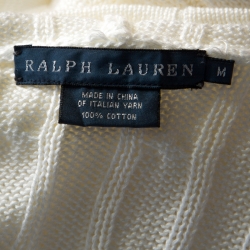 RALPH LAUREN M
MADE IN CHINA
OF ITALIAN YARN
100% COTTON